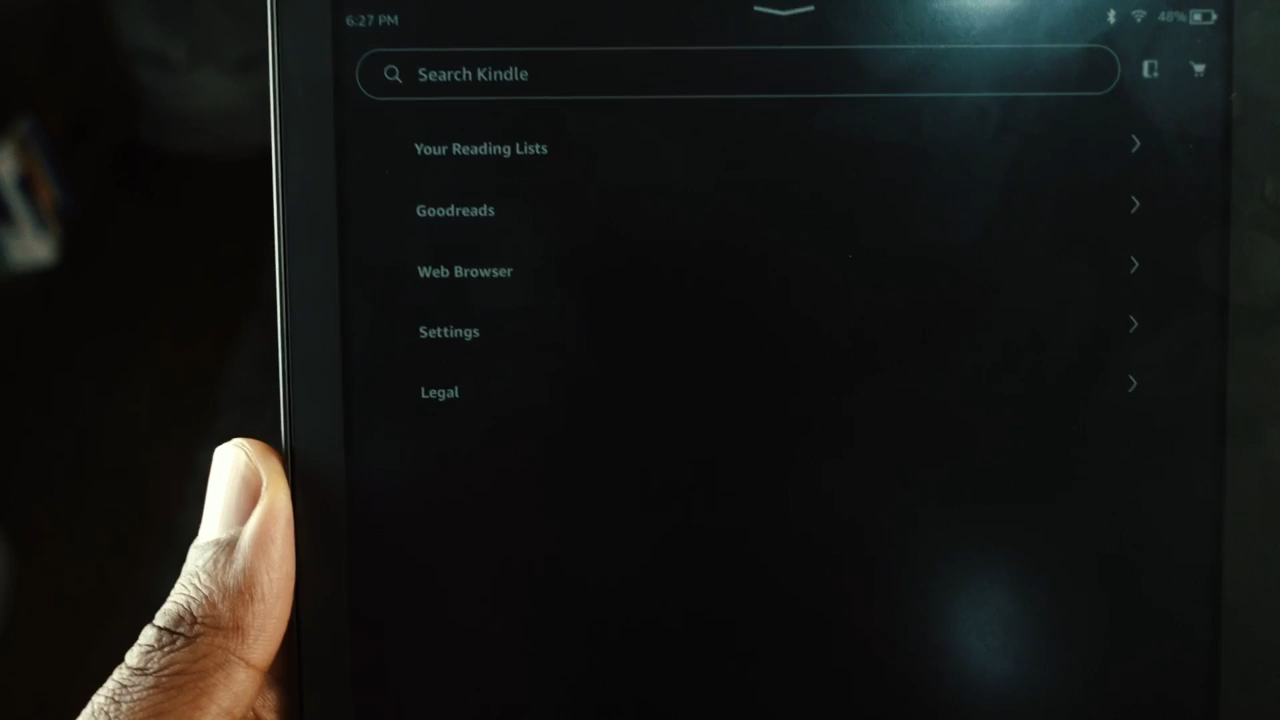 6:27 PM
48%
Search Kindle
Your Reading Lists
Goodreads
Web Browser
Settings
Legal